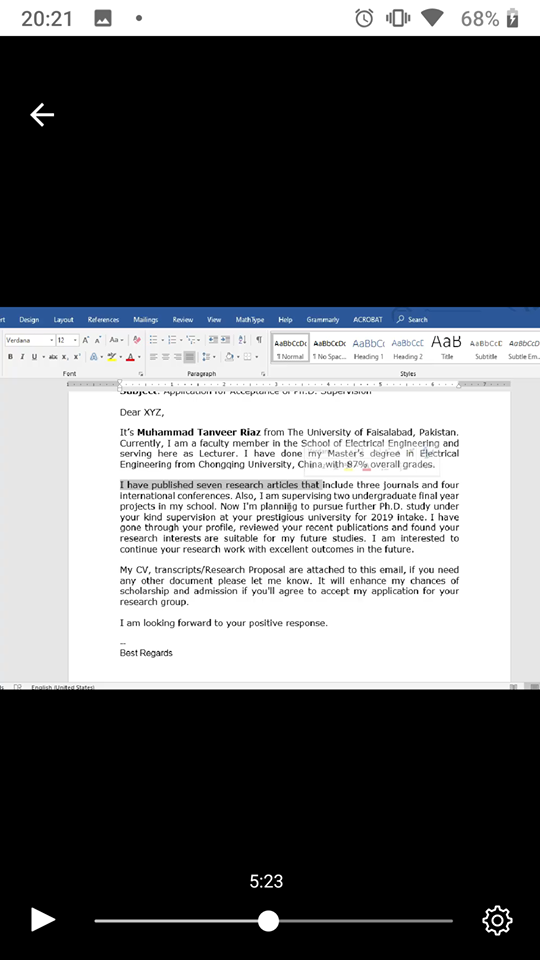 20:21
68%
Design Layout References Mailings Review View MathType Help Grammarly ACROBAT Search
Verdana 12 Aa
B I U abc x₂ x² A
AaBbCcDc AaBbCcDc AaBbCc AaBbCc AaB AaBbCcD AaBbCcDc
¶ Normal ¶ No Spac... Heading 1 Heading 2 Title Subtitle Subtle Em...
Font Paragraph Styles
Subject: Application for Acceptance of Ph.D. Supervision
Dear XYZ,
It's Muhammad Tanveer Riaz from The University of Faisalabad, Pakistan.
Currently, I am a faculty member in the School of Electrical Engineering and
serving here as Lecturer. I have done my Master's degree in Electrical
Engineering from Chongqing University, China with 87% overall grades.
I have published seven research articles that include three journals and four
international conferences. Also, I am supervising two undergraduate final year
projects in my school. Now I'm planning to pursue further Ph.D. study under
your kind supervision at your prestigious university for 2019 intake. I have
gone through your profile, reviewed your recent publications and found your
research interests are suitable for my future studies. I am interested to
continue your research work with excellent outcomes in the future.
My CV, transcripts/Research Proposal are attached to this email, if you need
any other document please let me know. It will enhance my chances of
scholarship and admission if you'll agree to accept my application for your
research group.
I am looking forward to your positive response.
--
Best Regards
English (United States)
5:23